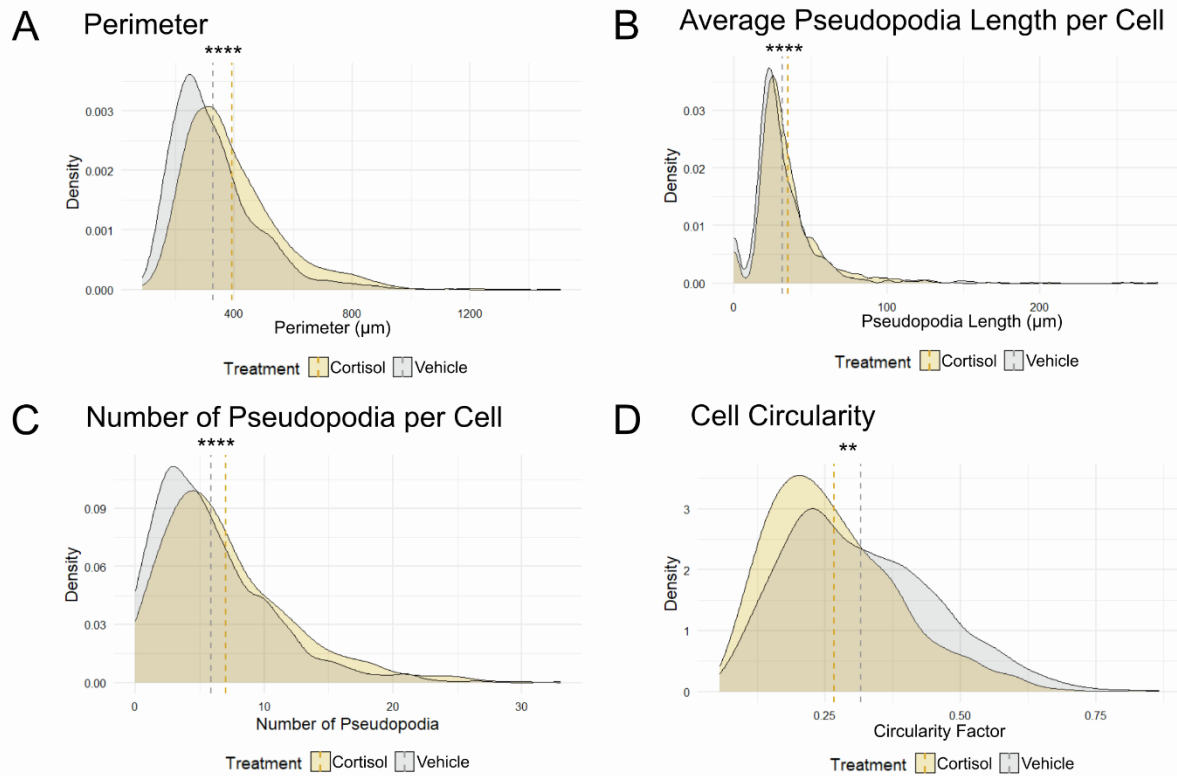 A Perimeter
****
0.003
0.002
0.001
0.000
Density
400 800 1200
Perimeter (µm)
Treatment Cortisol Vehicle
B Average Pseudopodia Length per Cell
****
0.03
0.02
0.01
0.00
Density
0 100 200
Pseudopodia Length (µm)
Treatment Cortisol Vehicle
C Number of Pseudopodia per Cell
****
0.09
0.06
0.03
0.00
Density
0 10 20 30
Number of Pseudopodia
Treatment Cortisol Vehicle
D Cell Circularity
**
3
2
1
0
Density
0.25 0.50 0.75
Circularity Factor
Treatment Cortisol Vehicle